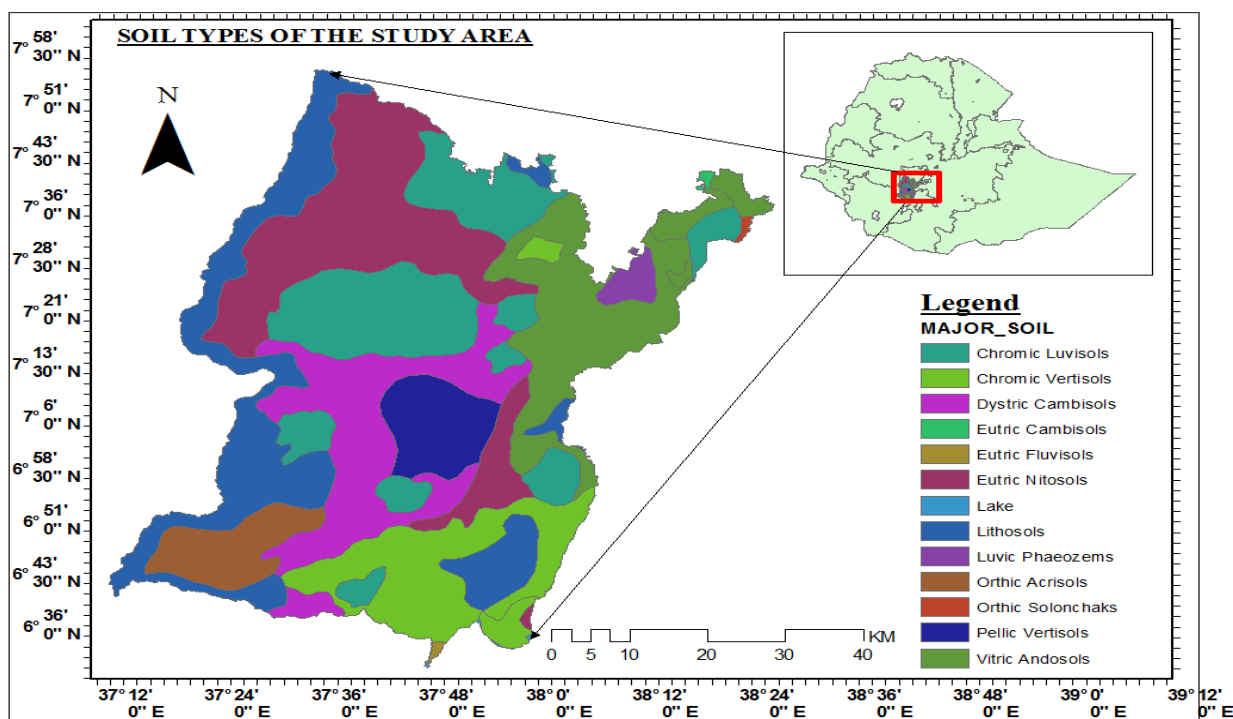 SOIL TYPES OF THE STUDY AREA
N
7° 58' 30" N
7° 51' 0" N
7° 43' 30" N
7° 36' 0" N
7° 28' 30" N
7° 21' 0" N
7° 13' 30" N
7° 6' 0" N
6° 58' 30" N
6° 51' 0" N
6° 43' 30" N
6° 36' 0" N
Legend
MAJOR_SOIL
Chromic Luvisols
Chromic Vertisols
Dystric Cambisols
Eutric Cambisols
Eutric Fluvisols
Eutric Nitosols
Lake
Lithosols
Luvic Phaeozems
Orthic Acrisols
Orthic Solonchaks
Pellic Vertisols
Vitric Andosols
KM
0 5 10 20 30 40
37° 12' 37° 24' 37° 36' 37° 48' 38° 0' 38° 12' 38° 24' 38° 36' 38° 48' 39° 0' 39° 12'
0" E 0" E 0" E 0" E 0" E 0" E 0" E 0" E 0" E 0" E 0" E